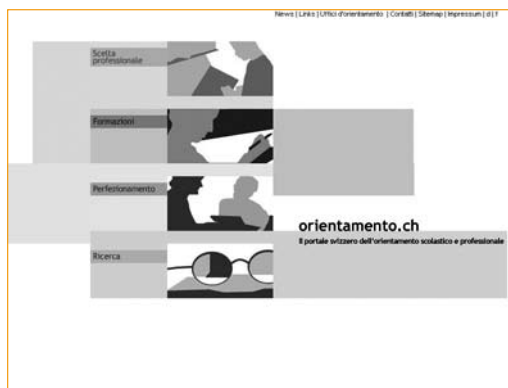 News | Links | Uffici d'orientamento | Contatti | Sitemap | Impressum | d | f
Scelta
professionale
Formazioni
Perfezionamento
orientamento.ch
Il portale svizzero dell'orientamento scolastico e professionale
Ricerca